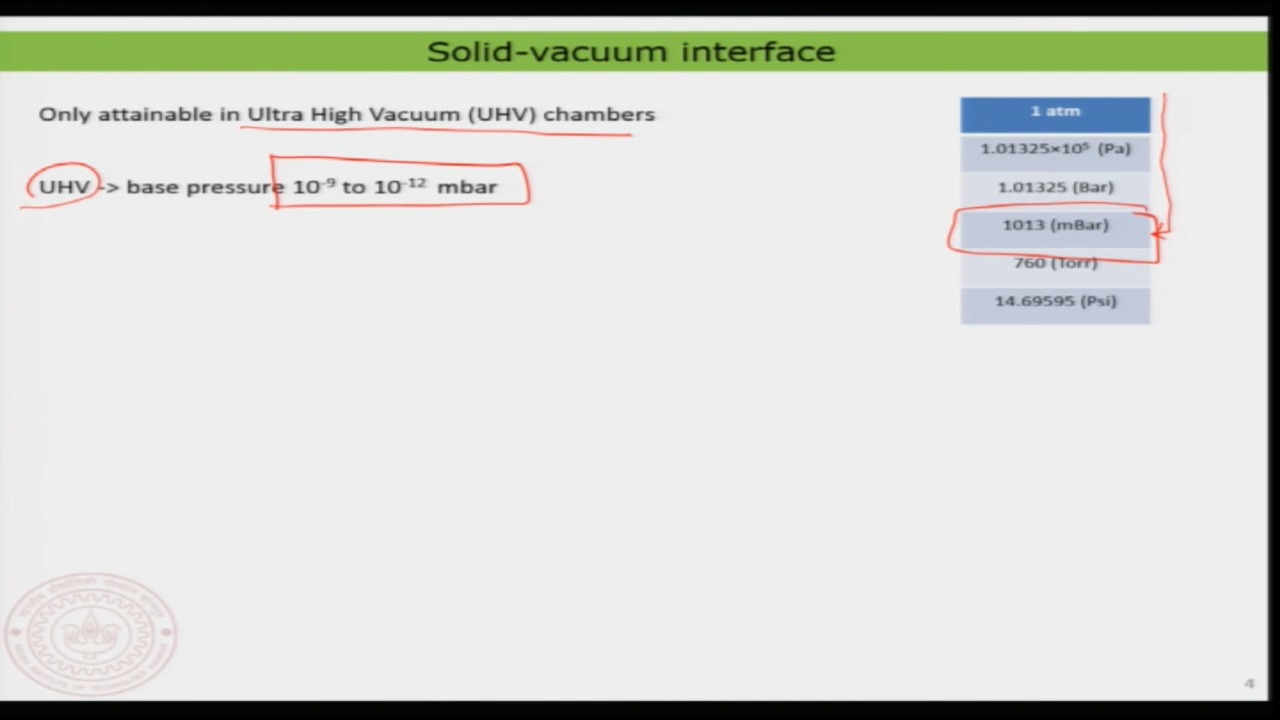 Solid-vacuum interface
Only attainable in Ultra High Vacuum (UHV) chambers
UHV -> base pressure 10⁻⁹ to 10⁻¹² mbar
1 atm
1.01325×10⁵ (Pa)
1.01325 (Bar)
1013 (mBar)
760 (Torr)
14.69595 (Psi)
4